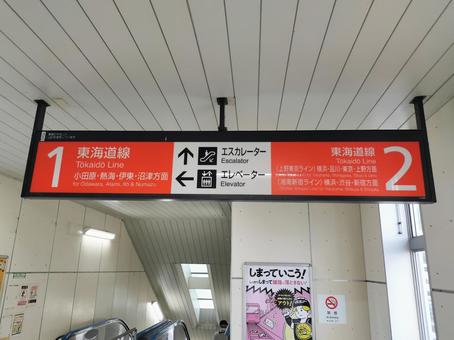 1
東海道線
Tōkaidō Line
小田原・熱海・伊東・沼津方面
for Odawara, Atami, Itō & Numazu
エスカレーター
Escalator
エレベーター
Elevator
東海道線
Tōkaidō Line
(上野東京ライン)横浜・品川・東京・上野方面
(湘南新宿ライン)横浜・渋谷・新宿方面
2
しまっていこう!
禁煙